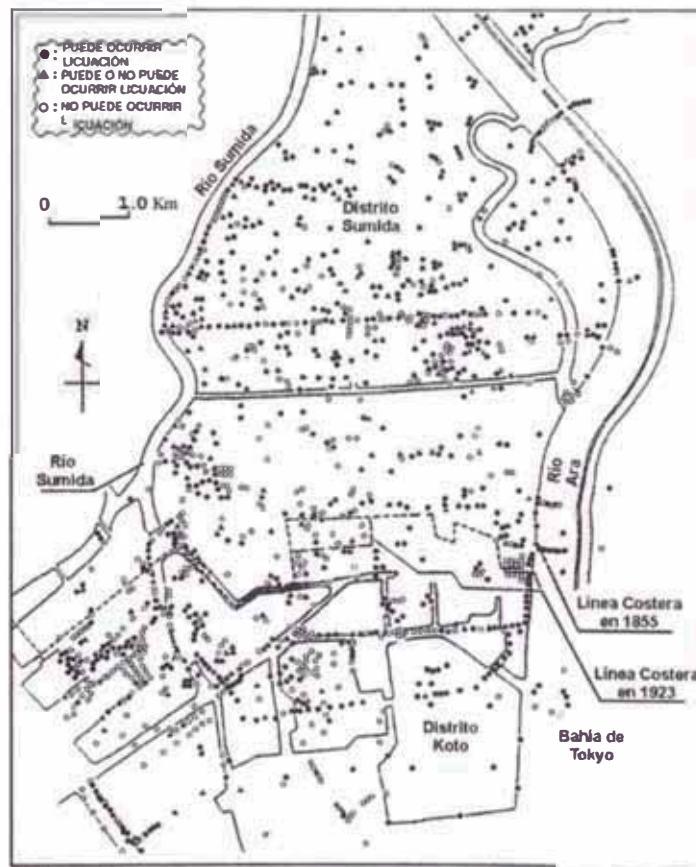 ● : PUEDE OCURRIR
LICUACIÓN
▲ : PUEDE O NO PUEDE
OCURRIR LICUACIÓN
○ : NO PUEDE OCURRIR
L ICUACIÓN
0 1.0 Km
Río Sumida
Distrito
Sumida
N
Río
Sumida
Río
Ara
Línea Costera
en 1855
Línea Costera
en 1923
Distrito
Koto
Bahía de
Tokyo